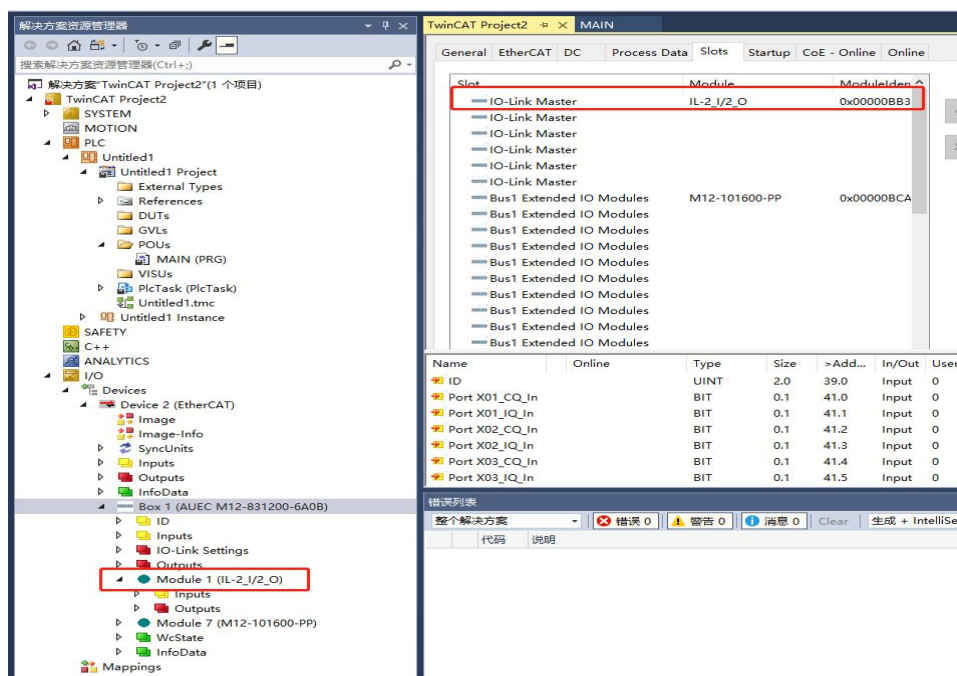 解决方案资源管理器
搜索解决方案资源管理器(Ctrl+;)
解决方案"TwinCAT Project2"(1 个项目)
TwinCAT Project2
SYSTEM
MOTION
PLC
Untitled1
Untitled1 Project
External Types
References
DUTs
GVLs
POUs
MAIN (PRG)
VISUs
PlcTask (PlcTask)
Untitled1.tmc
Untitled1 Instance
SAFETY
C++
ANALYTICS
I/O
Devices
Device 2 (EtherCAT)
Image
Image-Info
SyncUnits
Inputs
Outputs
InfoData
Box 1 (AUEC M12-831200-6A0B)
ID
Inputs
IO-Link Settings
Outputs
Module 1 (IL-2_I/2_O)
Inputs
Outputs
Module 7 (M12-101600-PP)
WcState
InfoData
Mappings
TwinCAT Project2 MAIN
General EtherCAT DC Process Data Slots Startup CoE - Online Online
Slot Module ModuleIden
IO-Link Master IL-2_I/2_O 0x00000BB3
IO-Link Master
IO-Link Master
IO-Link Master
IO-Link Master
IO-Link Master
Bus1 Extended IO Modules M12-101600-PP 0x00000BCA
Bus1 Extended IO Modules
Bus1 Extended IO Modules
Bus1 Extended IO Modules
Bus1 Extended IO Modules
Bus1 Extended IO Modules
Bus1 Extended IO Modules
Bus1 Extended IO Modules
Bus1 Extended IO Modules
Bus1 Extended IO Modules
Name Online Type Size >Add... In/Out User
ID UINT 2.0 39.0 Input 0
Port X01_CQ_In BIT 0.1 41.0 Input 0
Port X01_IQ_In BIT 0.1 41.1 Input 0
Port X02_CQ_In BIT 0.1 41.2 Input 0
Port X02_IQ_In BIT 0.1 41.3 Input 0
Port X03_CQ_In BIT 0.1 41.4 Input 0
Port X03_IQ_In BIT 0.1 41.5 Input 0
错误列表
整个解决方案 错误 0 警告 0 消息 0 Clear 生成 + IntelliSe
代码 说明